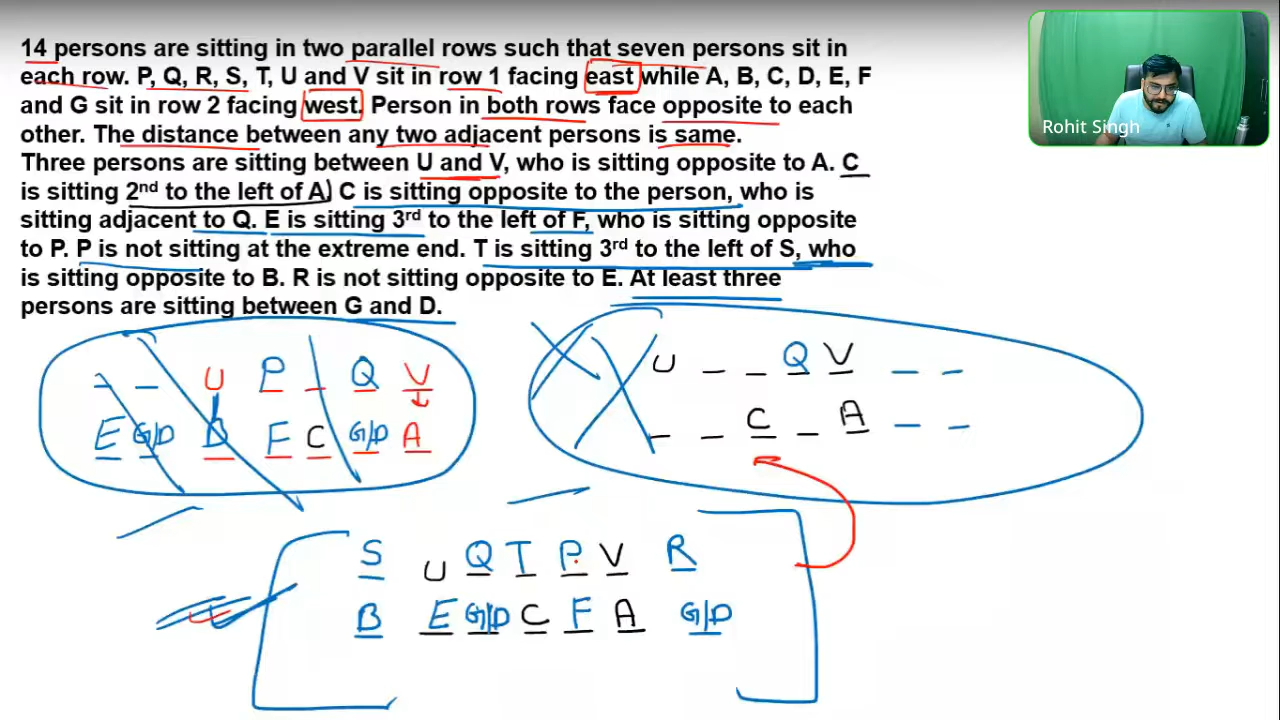 14 persons are sitting in two parallel rows such that seven persons sit in
each row. P, Q, R, S, T, U and V sit in row 1 facing east while A, B, C, D, E, F
and G sit in row 2 facing west. Person in both rows face opposite to each
other. The distance between any two adjacent persons is same.
Three persons are sitting between U and V, who is sitting opposite to A. C
is sitting 2nd to the left of A. C is sitting opposite to the person, who is
sitting adjacent to Q. E is sitting 3rd to the left of F, who is sitting opposite
to P. P is not sitting at the extreme end. T is sitting 3rd to the left of S, who
is sitting opposite to B. R is not sitting opposite to E. At least three
persons are sitting between G and D.
Rohit Singh
U P Q V
E G/D B F C G/D A
U Q V
C A
S U Q T P V R
B E G/D C F A G/D